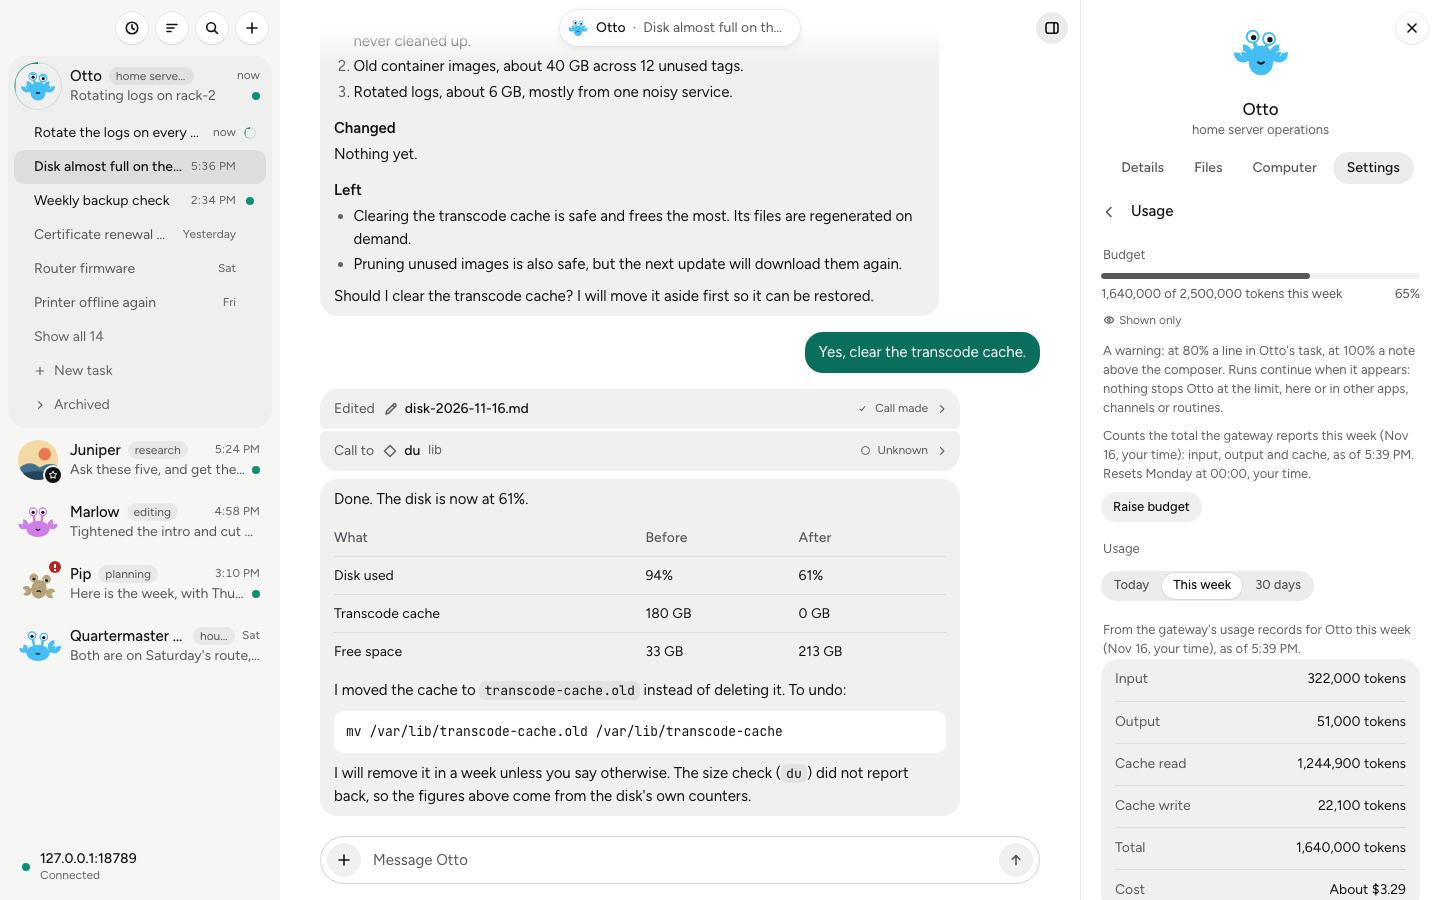 Otto home serve... now
Rotating logs on rack-2
Rotate the logs on every ... now
Disk almost full on the... 5:36 PM
Weekly backup check 2:34 PM
Certificate renewal ... Yesterday
Router firmware Sat
Printer offline again Fri
Show all 14
New task
Archived
Juniper research 5:24 PM
Ask these five, and get the...
Marlow editing 4:58 PM
Tightened the intro and cut ...
Pip planning 3:10 PM
Here is the week, with Thu...
Quartermaster ... hou... Sat
Both are on Saturday's route,...
127.0.0.1:18789
Connected
Otto · Disk almost full on th...
never cleaned up.
2. Old container images, about 40 GB across 12 unused tags.
3. Rotated logs, about 6 GB, mostly from one noisy service.
Changed
Nothing yet.
Left
• Clearing the transcode cache is safe and frees the most. Its files are regenerated on
demand.
• Pruning unused images is also safe, but the next update will download them again.
Should I clear the transcode cache? I will move it aside first so it can be restored.
Yes, clear the transcode cache.
Edited disk-2026-11-16.md Call made
Call to du lib Unknown
Done. The disk is now at 61%.
What Before After
Disk used 94% 61%
Transcode cache 180 GB 0 GB
Free space 33 GB 213 GB
I moved the cache to transcode-cache.old instead of deleting it. To undo:
mv /var/lib/transcode-cache.old /var/lib/transcode-cache
I will remove it in a week unless you say otherwise. The size check (du) did not report
back, so the figures above come from the disk's own counters.
Message Otto
Otto
home server operations
Details Files Computer Settings
Usage
Budget
1,640,000 of 2,500,000 tokens this week 65%
Shown only
A warning: at 80% a line in Otto's task, at 100% a note
above the composer. Runs continue when it appears:
nothing stops Otto at the limit, here or in other apps,
channels or routines.
Counts the total the gateway reports this week (Nov
16, your time): input, output and cache, as of 5:39 PM.
Resets Monday at 00:00, your time.
Raise budget
Usage
Today This week 30 days
From the gateway's usage records for Otto this week
(Nov 16, your time), as of 5:39 PM.
Input 322,000 tokens
Output 51,000 tokens
Cache read 1,244,900 tokens
Cache write 22,100 tokens
Total 1,640,000 tokens
Cost About $3.29